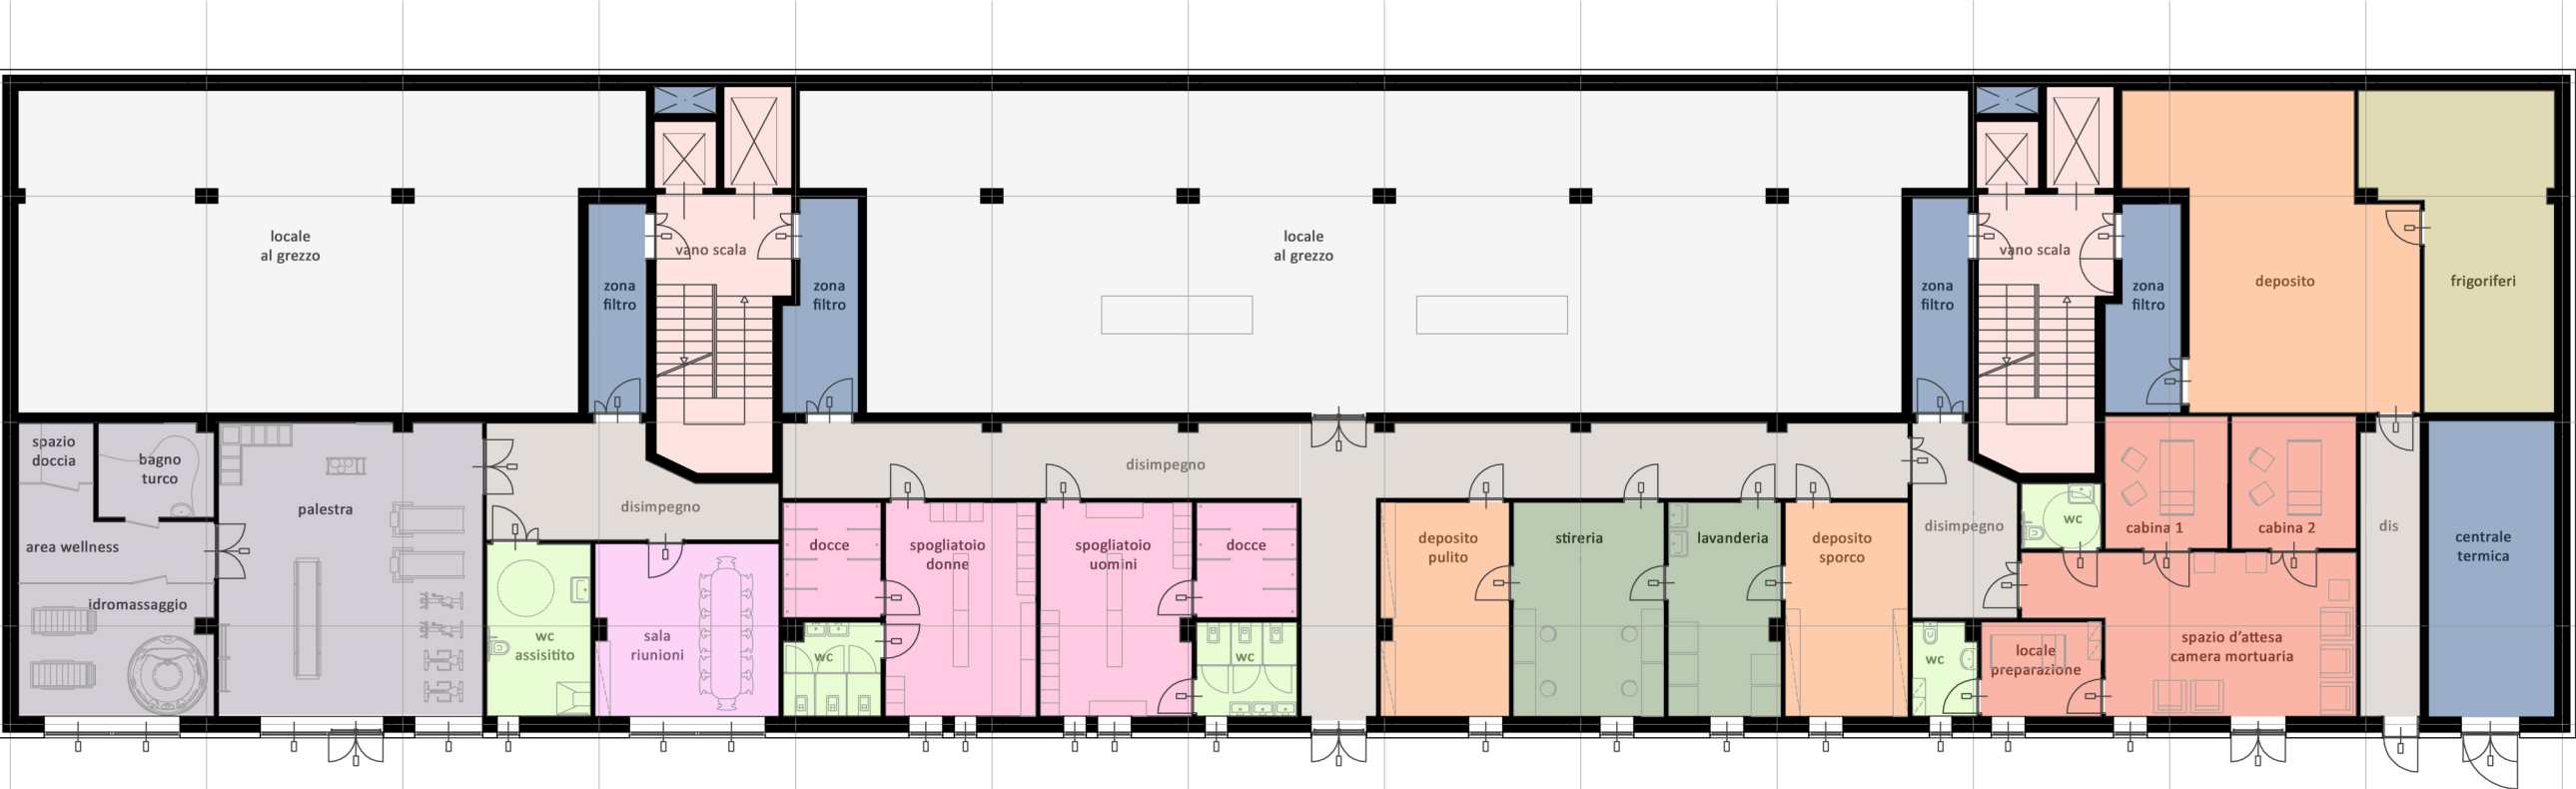 locale
al grezzo
zona
filtro
vano scala
zona
filtro
locale
al grezzo
zona
filtro
vano scala
zona
filtro
deposito
frigoriferi
spazio
doccia
bagno
turco
area wellness
idromassaggio
palestra
disimpegno
wc
assisitito
sala
riunioni
disimpegno
docce
wc
spogliatoio
donne
spogliatoio
uomini
docce
wc
deposito
pulito
stireria
lavanderia
deposito
sporco
disimpegno
wc
wc
locale
preparazione
cabina 1
cabina 2
spazio d'attesa
camera mortuaria
dis
centrale
termica